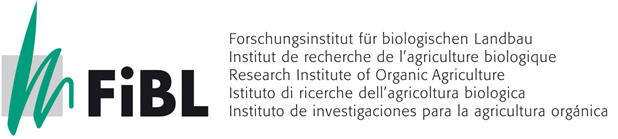 FiBL
Forschungsinstitut für biologischen Landbau
Institut de recherche de l'agriculture biologique
Research Institute of Organic Agriculture
Istituto di ricerche dell'agricoltura biologica
Instituto de investigaciones para la agricultura orgánica